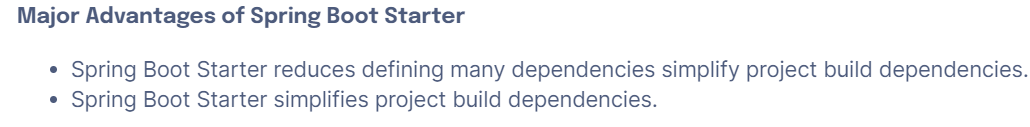 Major Advantages of Spring Boot Starter
• Spring Boot Starter reduces defining many dependencies simplify project build dependencies.
• Spring Boot Starter simplifies project build dependencies.